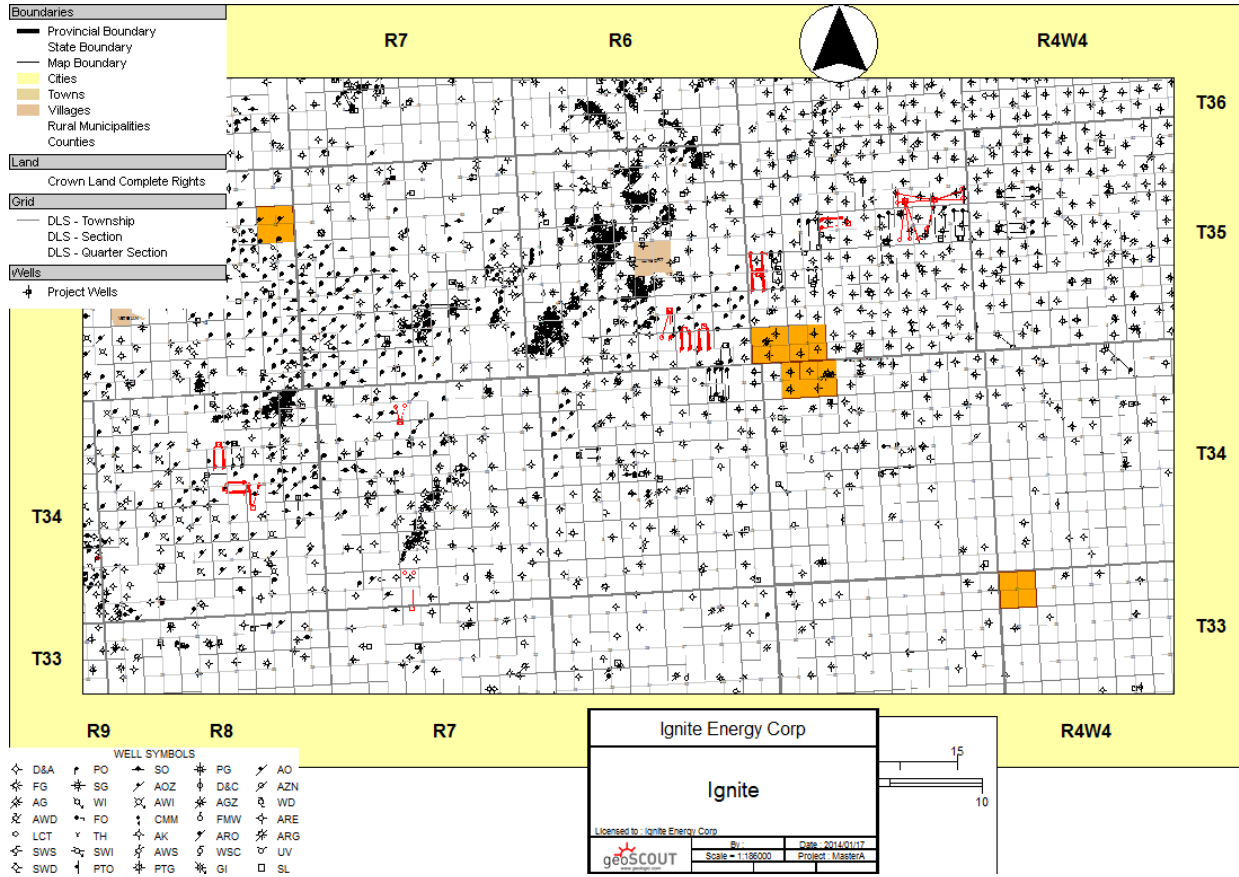 Boundaries
Provincial Boundary
State Boundary
Map Boundary
Cities
Towns
Villages
Rural Municipalities
Counties
Land
Crown Land Complete Rights
Grid
DLS - Township
DLS - Section
DLS - Quarter Section
Wells
Project Wells
R7 R6 R4W4
T36
T35
T34
T33
T34
T33
R9 R8 R7 R4W4
WELL SYMBOLS
D&A PO SO PG AO
FG SG AOZ D&C AZN
AG WI AWI AGZ WD
AWD FO CMM FMW ARE
LCT TH AK ARO ARG
SWS SWI AWS WSC UV
SWD PTO PTG GI SL
Ignite Energy Corp
Ignite
Licensed to : Ignite Energy Corp
geoSCOUT
www.geologic.com
By :
Date : 2014/01/17
Scale = 1:186000
Project : MasterA
15
10